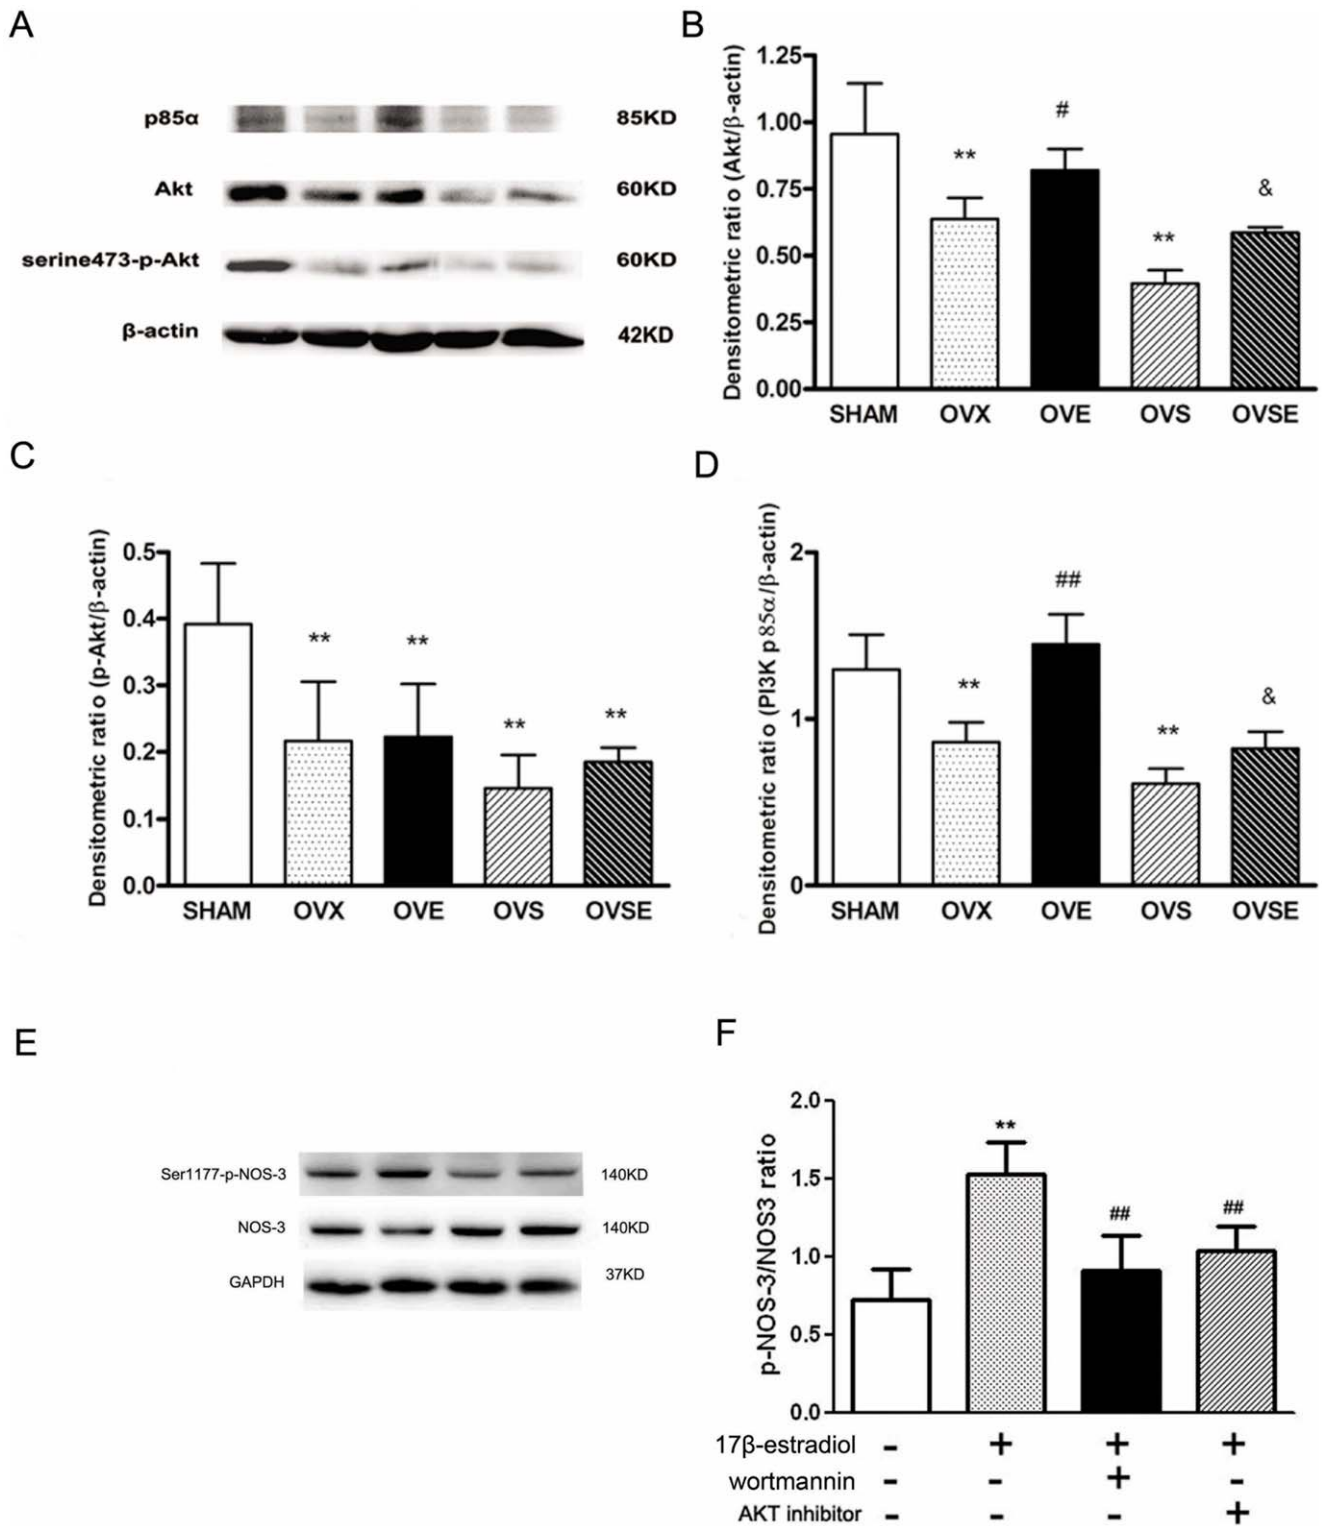 A
p85α 85KD
Akt 60KD
serine473-p-Akt 60KD
β-actin 42KD
B
Densitometric ratio (Akt/β-actin)
1.25
1.00
0.75
0.50
0.25
0.00
** # ** &
SHAM OVX OVE OVS OVSE
C
Densitometric ratio (p-Akt/β-actin)
0.5
0.4
0.3
0.2
0.1
0.0
** ** ** **
SHAM OVX OVE OVS OVSE
D
Densitometric ratio (PI3K p85α/β-actin)
2
1
0
** ## ** &
SHAM OVX OVE OVS OVSE
E
Ser1177-p-NOS-3 140KD
NOS-3 140KD
GAPDH 37KD
F
p-NOS-3/NOS3 ratio
2.0
1.5
1.0
0.5
0.0
** ## ##
17β-estradiol - + + +
wortmannin - - + -
AKT inhibitor - - - +